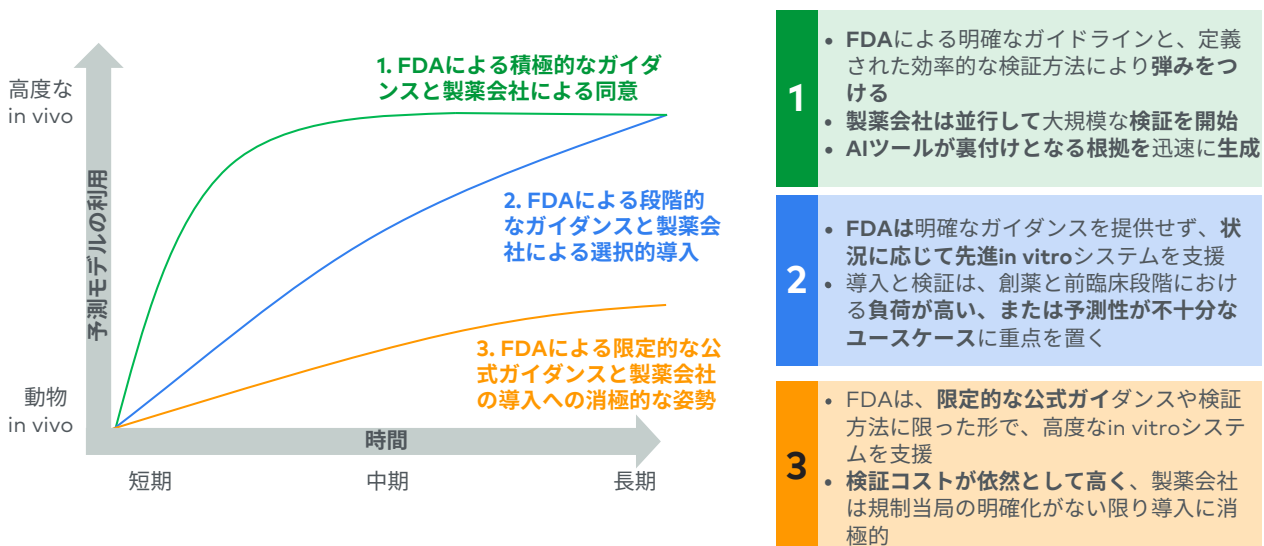 1. FDAによる積極的なガイダ
ンスと製薬会社による同意
高度な
in vivo
2. FDAによる段階的
なガイダンスと製薬会
社による選択的導入
予測モデルの利用
3. FDAによる限定的な公
式ガイダンスと製薬会社
の導入への消極的な姿勢
動物
in vivo
時間
短期
中期
長期
1
• FDAによる明確なガイドラインと、定義
された効率的な検証方法により弾みをつ
ける
• 製薬会社は並行して大規模な検証を開始
• AIツールが裏付けとなる根拠を迅速に生成
2
• FDAは明確なガイダンスを提供せず、状
況に応じて先進in vitroシステムを支援
• 導入と検証は、創薬と前臨床段階におけ
る負荷が高い、または予測性が不十分な
ユースケースに重点を置く
3
• FDAは、限定的な公式ガイダンスや検証
方法に限った形で、高度なin vitroシステ
ムを支援
• 検証コストが依然として高く、製薬会社
は規制当局の明確化がない限り導入に消
極的